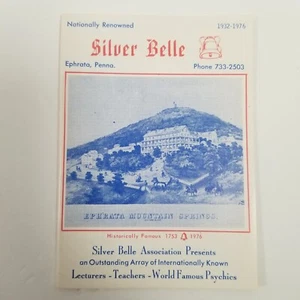 Nationally Renowned 1932-1976
Silver Belle
Ephrata, Penna. Phone 733-2503
EPHRATA MOUNTAIN SPRINGS.
Historically Famous 1752 1976
Silver Belle Association Presents
an Outstanding Array of Internationally Known
Lecturers - Teachers - World Famous Psychics